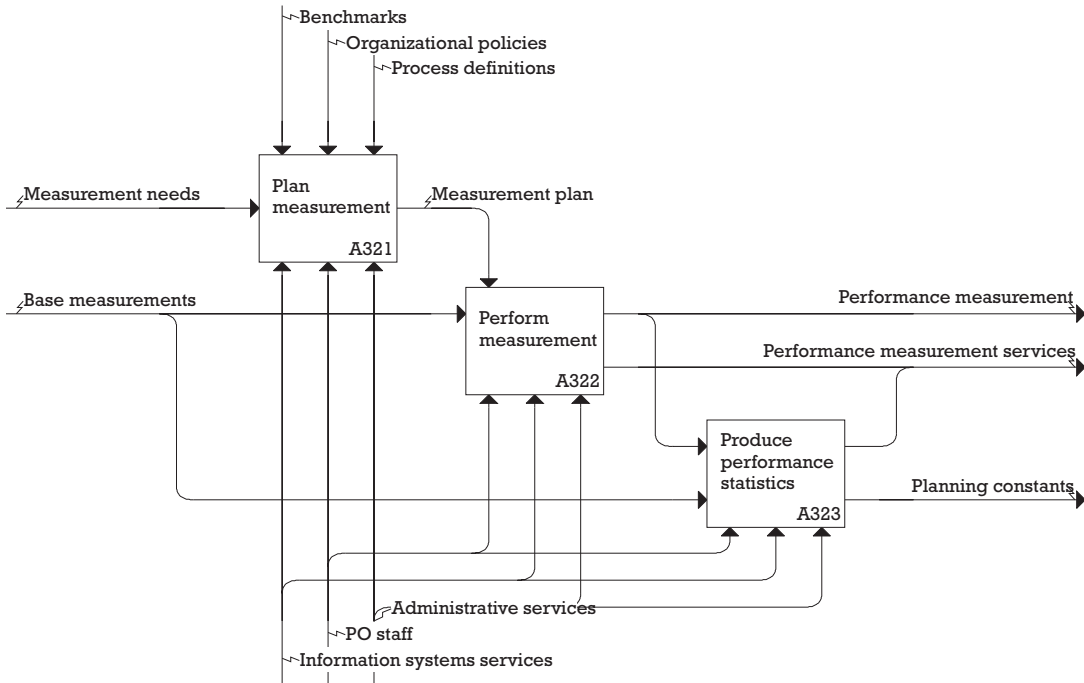 Benchmarks
Organizational policies
Process definitions
Measurement needs
Plan
measurement
A321
Measurement plan
Base measurements
Perform
measurement
A322
Performance measurement
Performance measurement services
Produce
performance
statistics
A323
Planning constants
Administrative services
PO staff
Information systems services